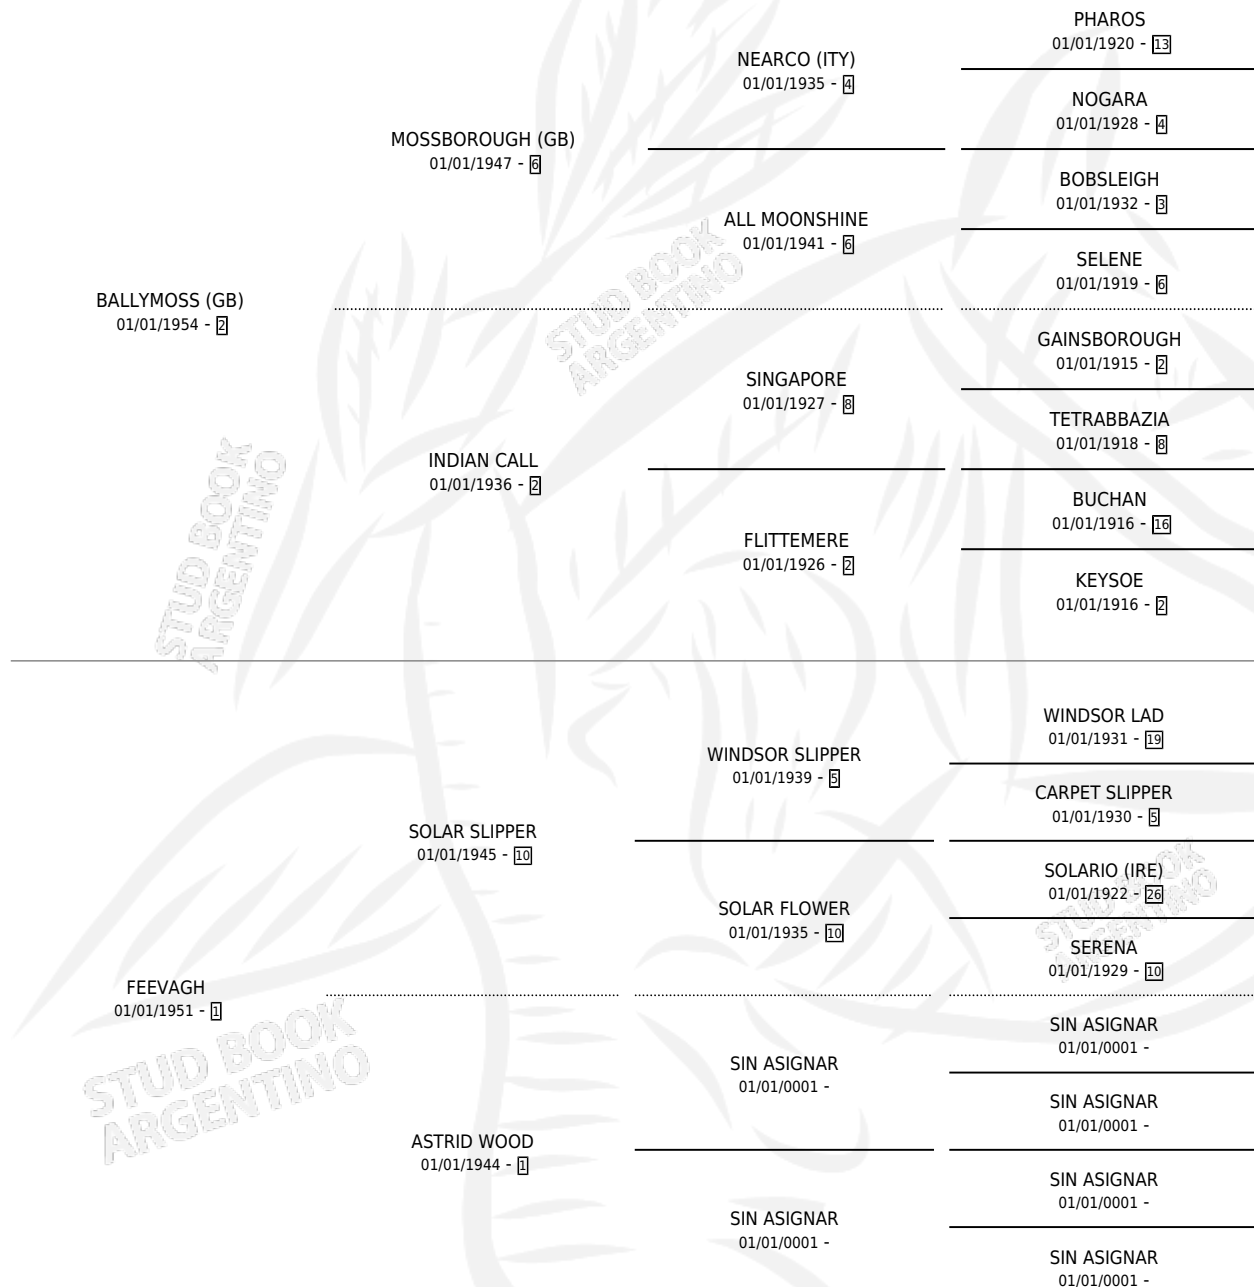 PHAROS
01/01/1920 - 13
NEARCO (ITY)
01/01/1935 - 4
NOGARA
01/01/1928 - 4
MOSSBOROUGH (GB)
01/01/1947 - 6
BOBSLEIGH
01/01/1932 - 3
ALL MOONSHINE
01/01/1941 - 6
SELENE
01/01/1919 - 6
BALLYMOSS (GB)
01/01/1954 - 2
GAINSBOROUGH
01/01/1915 - 2
SINGAPORE
01/01/1927 - 8
TETRABBAZIA
01/01/1918 - 8
INDIAN CALL
01/01/1936 - 2
BUCHAN
01/01/1916 - 16
FLITTEMERE
01/01/1926 - 2
KEYSOE
01/01/1916 - 2
WINDSOR LAD
01/01/1931 - 19
WINDSOR SLIPPER
01/01/1939 - 5
CARPET SLIPPER
01/01/1930 - 5
SOLAR SLIPPER
01/01/1945 - 10
SOLARIO (IRE)
01/01/1922 - 26
SOLAR FLOWER
01/01/1935 - 10
SERENA
01/01/1929 - 10
FEEVAGH
01/01/1951 - 1
SIN ASIGNAR
01/01/0001 -
SIN ASIGNAR
01/01/0001 -
SIN ASIGNAR
01/01/0001 -
ASTRID WOOD
01/01/1944 - 1
SIN ASIGNAR
01/01/0001 -
SIN ASIGNAR
01/01/0001 -
SIN ASIGNAR
01/01/0001 -
STUD BOOK
ARGENTINO
STUD BOOK
ARGENTINO
STUD BOOK
ARGENTINO
STUD BOOK
ARGENTINO